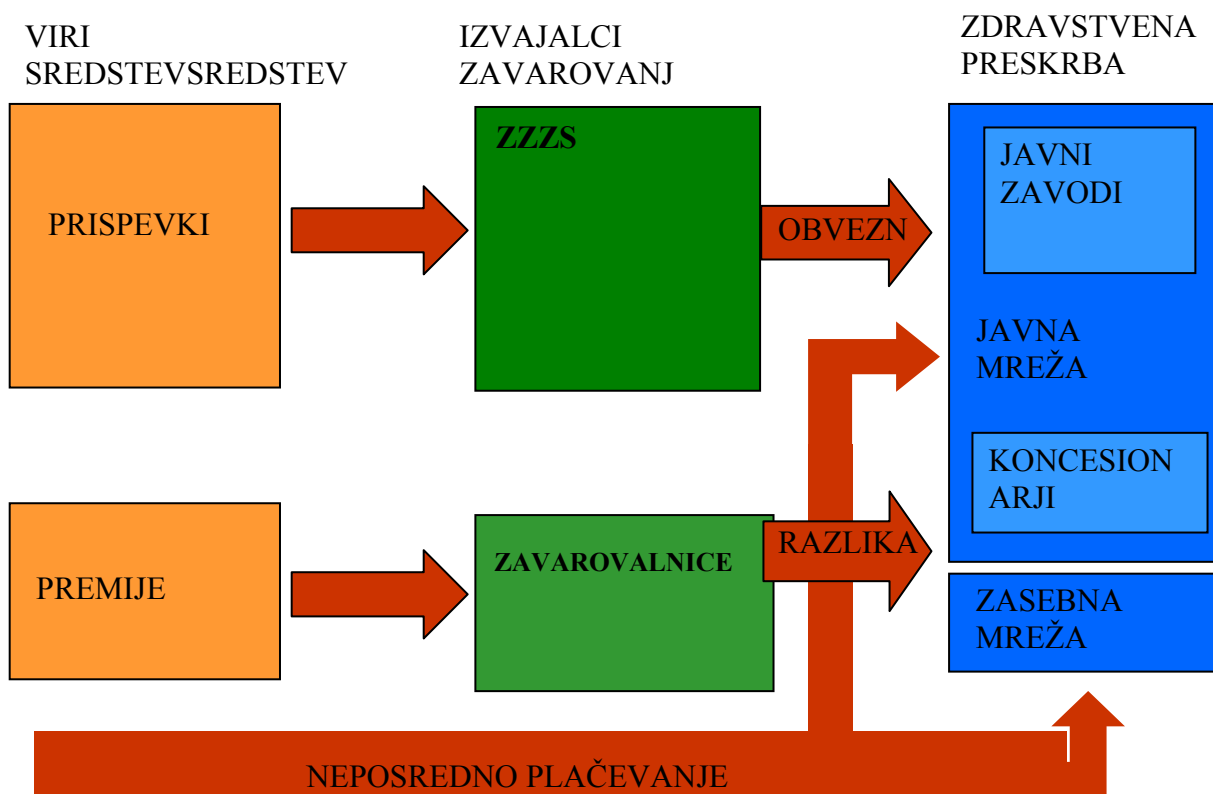 VIRI
SREDSTEVSREDSTEV
IZVAJALCI
ZAVAROVANJ
ZDRAVSTVENA
PRESKRBA
PRISPEVKI
ZZZS
OBVEZN
JAVNI
ZAVODI
JAVNA
MREŽA
KONCESION
ARJI
PREMIJE
ZAVAROVALNICE
RAZLIKA
ZASEBNA
MREŽA
NEPOSREDNO PLAČEVANJE